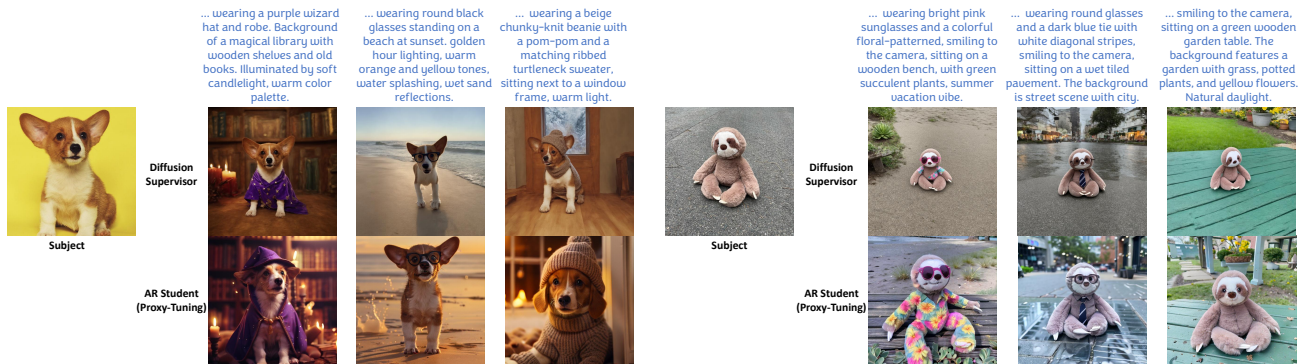 ... wearing a purple wizard
hat and robe. Background
of a magical library with
wooden shelves and old
books. Illuminated by soft
candlelight, warm color
palette.
... wearing round black
glasses standing on a
beach at sunset. golden
hour lighting, warm
orange and yellow tones,
water splashing, wet sand
reflections.
... wearing a beige
chunky-knit beanie with
a pom-pom and a
matching ribbed
turtleneck sweater,
sitting next to a window
frame, warm light.
... wearing bright pink
sunglasses and a colorful
floral-patterned, smiling to
the camera, sitting on a
wooden bench, with green
succulent plants, summer
vacation vibe.
... wearing round glasses
and a dark blue tie with
white diagonal stripes,
smiling to the camera,
sitting on a wet tiled
pavement. The background
is street scene with city.
... smiling to the camera,
sitting on a green wooden
garden table. The
background features a
garden with grass, potted
plants, and yellow flowers.
Natural daylight.
Diffusion
Supervisor
Subject
AR Student
(Proxy-Tuning)
Diffusion
Supervisor
Subject
AR Student
(Proxy-Tuning)